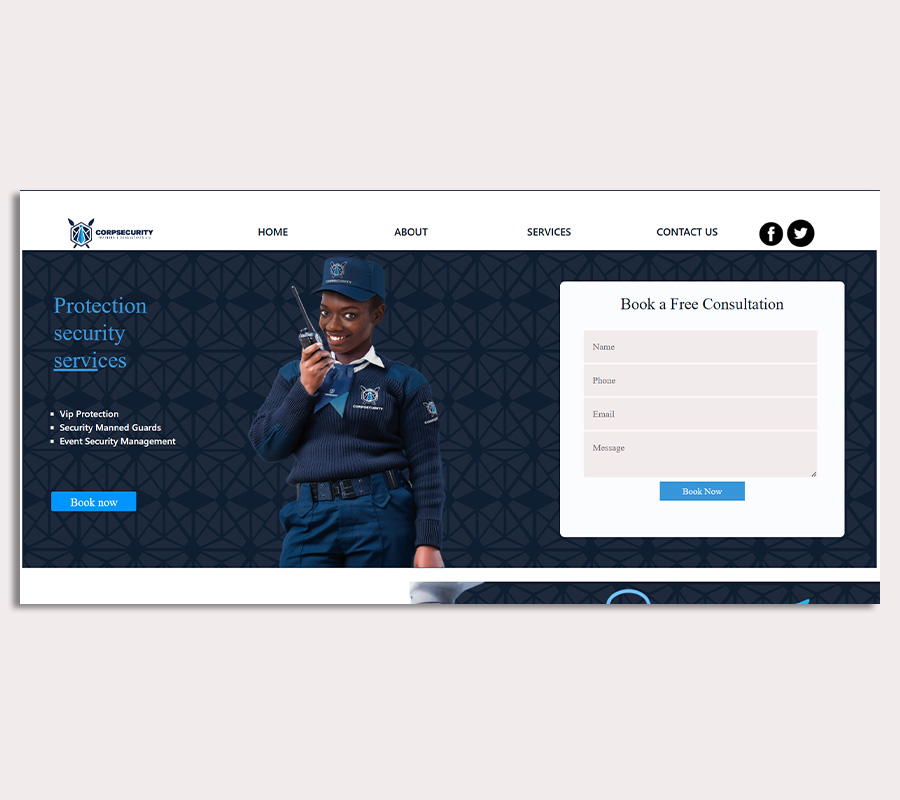 CORPSECURITY
HOME
ABOUT
SERVICES
CONTACT US
Protection
security
services
Vip Protection
Security Manned Guards
Event Security Management
Book now
CORPSECURITY
CORPSECURITY
Book a Free Consultation
Name
Phone
Email
Message
Book Now